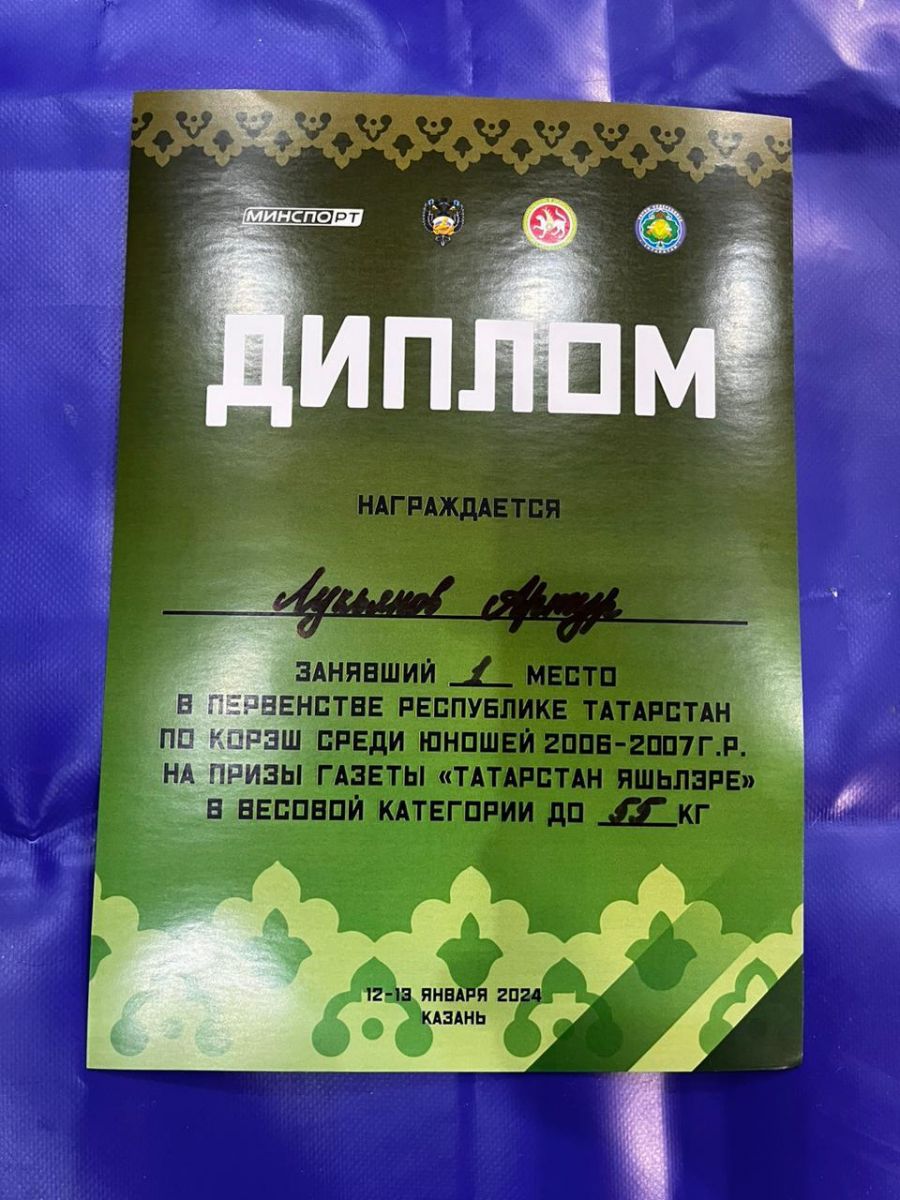 МИНСПОРТ
ДИПЛОМ
НАГРАЖДАЕТСЯ
Лукьянов Артур
ЗАНЯВШИЙ 1 МЕСТО
В ПЕРВЕНСТВЕ РЕСПУБЛИКЕ ТАТАРСТАН
ПО КОРЭШ СРЕДИ ЮНОШЕЙ 2006-2007Г.Р.
НА ПРИЗЫ ГАЗЕТЫ «ТАТАРСТАН ЯШЬЛЭРЕ»
В ВЕСОВОЙ КАТЕГОРИИ ДО 55 КГ
12-13 ЯНВАРЯ 2024
КАЗАНЬ